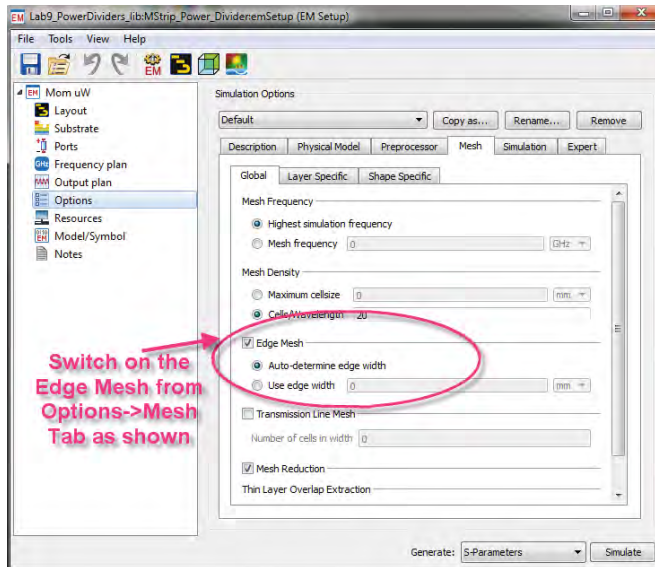 EM Lab9_PowerDividers_lib:MStrip_Power_Divider:emSetup (EM Setup)
File Tools View Help
EM
EM Mom uW
Layout
Substrate
Ports
GHz Frequency plan
Output plan
Options
Resources
EM Model/Symbol
Notes
Simulation Options
Default Copy as... Rename... Remove
Description Physical Model Preprocessor Mesh Simulation Expert
Global Layer Specific Shape Specific
Mesh Frequency
Highest simulation frequency
Mesh frequency 0 GHz
Mesh Density
Maximum cellsize 0 mm
Cells/Wavelength 20
Edge Mesh
Auto-determine edge width
Use edge width 0 mm
Transmission Line Mesh
Number of cells in width 0
Mesh Reduction
Thin Layer Overlap Extraction
Switch on the
Edge Mesh from
Options->Mesh
Tab as shown
Generate: S-Parameters Simulate